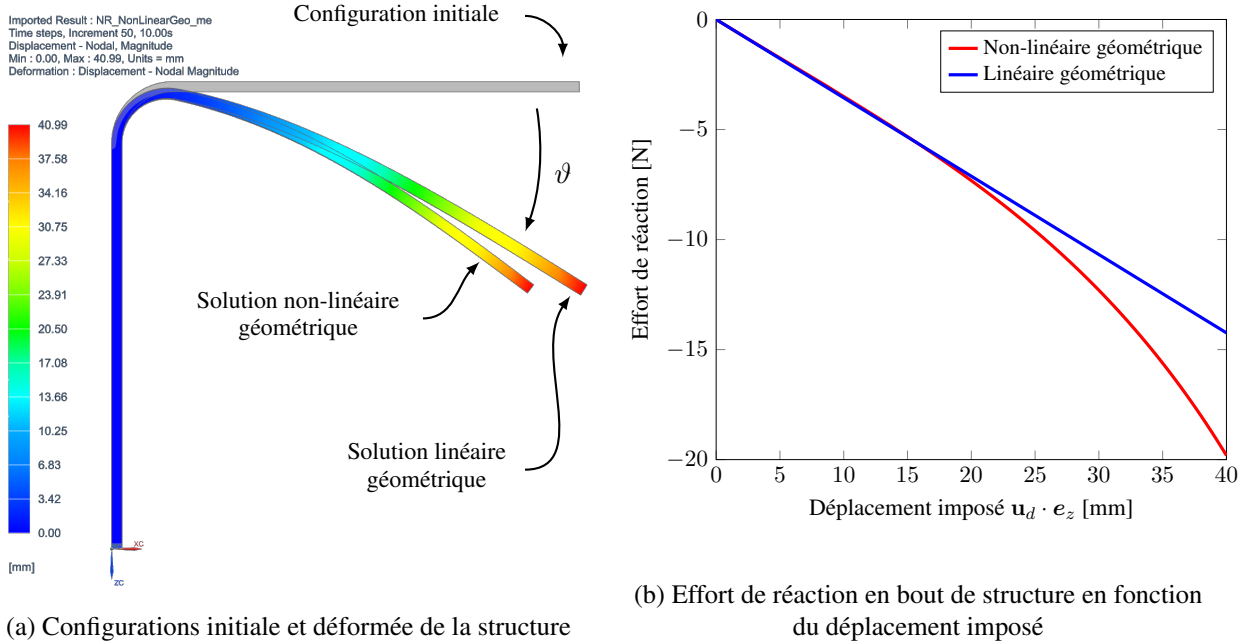 Imported Result : NR_NonLinearGeo_me
Time steps, Increment 50, 10.00s
Displacement - Nodal, Magnitude
Min : 0.00, Max : 40.99, Units = mm
Deformation : Displacement - Nodal Magnitude
Configuration initiale
40.99
37.58
34.16
30.75
27.33
23.91
20.50
17.08
13.66
10.25
6.83
3.42
0.00
[mm]
ϑ
Solution non-linéaire
géométrique
Solution linéaire
géométrique
XC
ZC
(a) Configurations initiale et déformée de la structure
Non-linéaire géométrique
Linéaire géométrique
0
−5
−10
−15
−20
Effort de réaction [N]
0 5 10 15 20 25 30 35 40
Déplacement imposé u_d · e_z [mm]
(b) Effort de réaction en bout de structure en fonction
du déplacement imposé